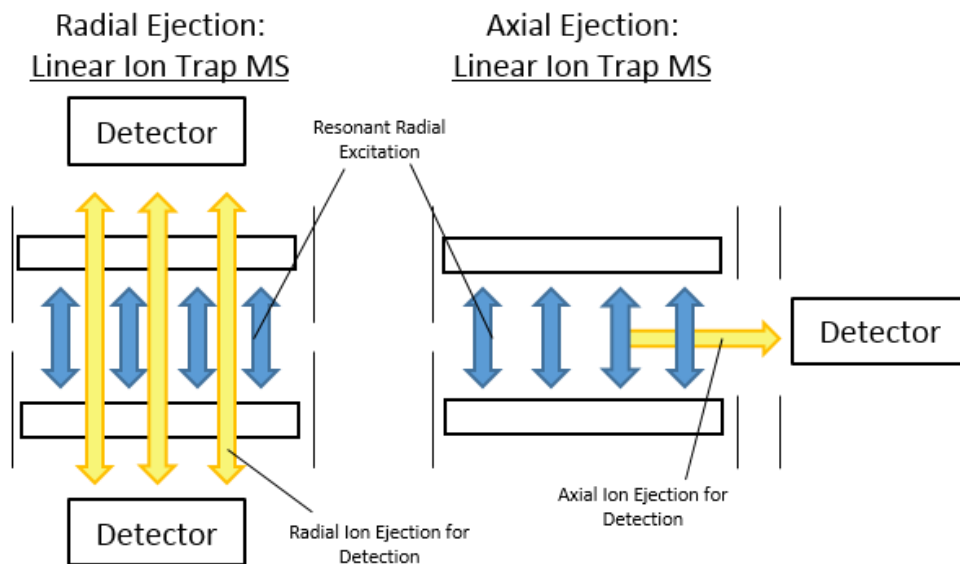 Radial Ejection:
Linear Ion Trap MS
Axial Ejection:
Linear Ion Trap MS
Detector
Resonant Radial
Excitation
Detector
Axial Ion Ejection for
Detection
Detector
Radial Ion Ejection for
Detection